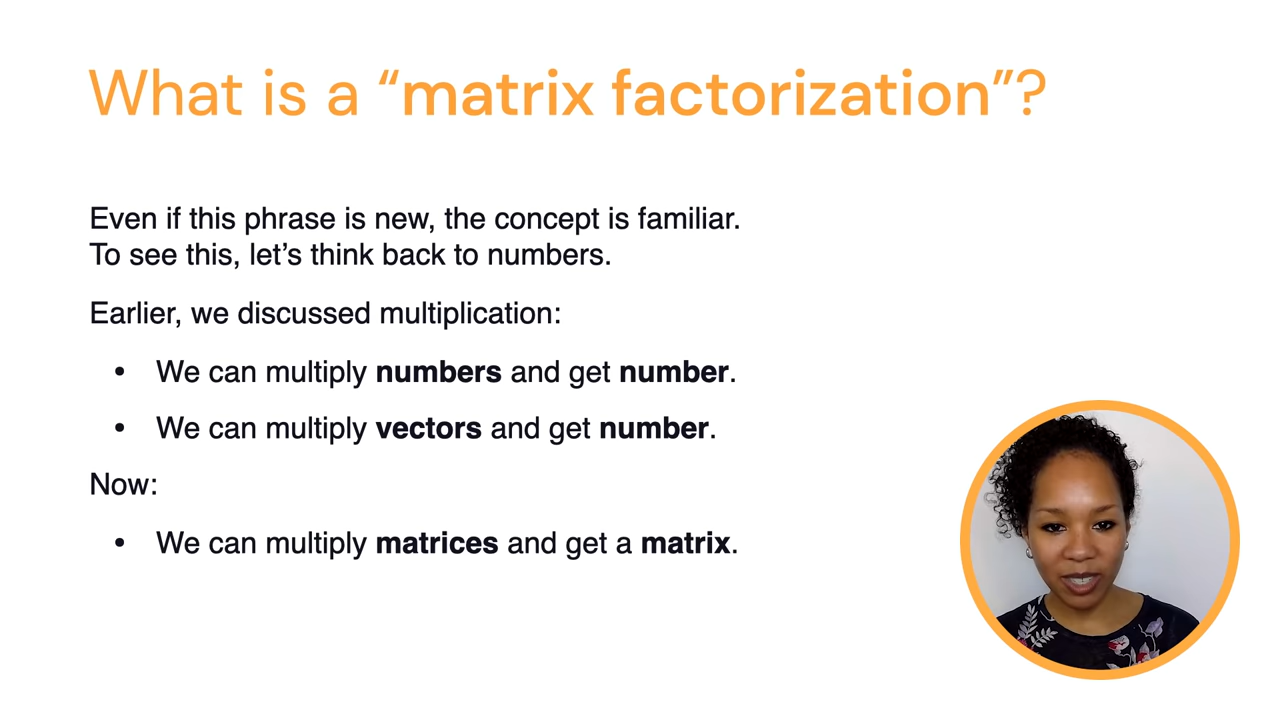 What is a “matrix factorization”?
Even if this phrase is new, the concept is familiar.
To see this, let’s think back to numbers.
Earlier, we discussed multiplication:
• We can multiply numbers and get number.
• We can multiply vectors and get number.
Now:
• We can multiply matrices and get a matrix.